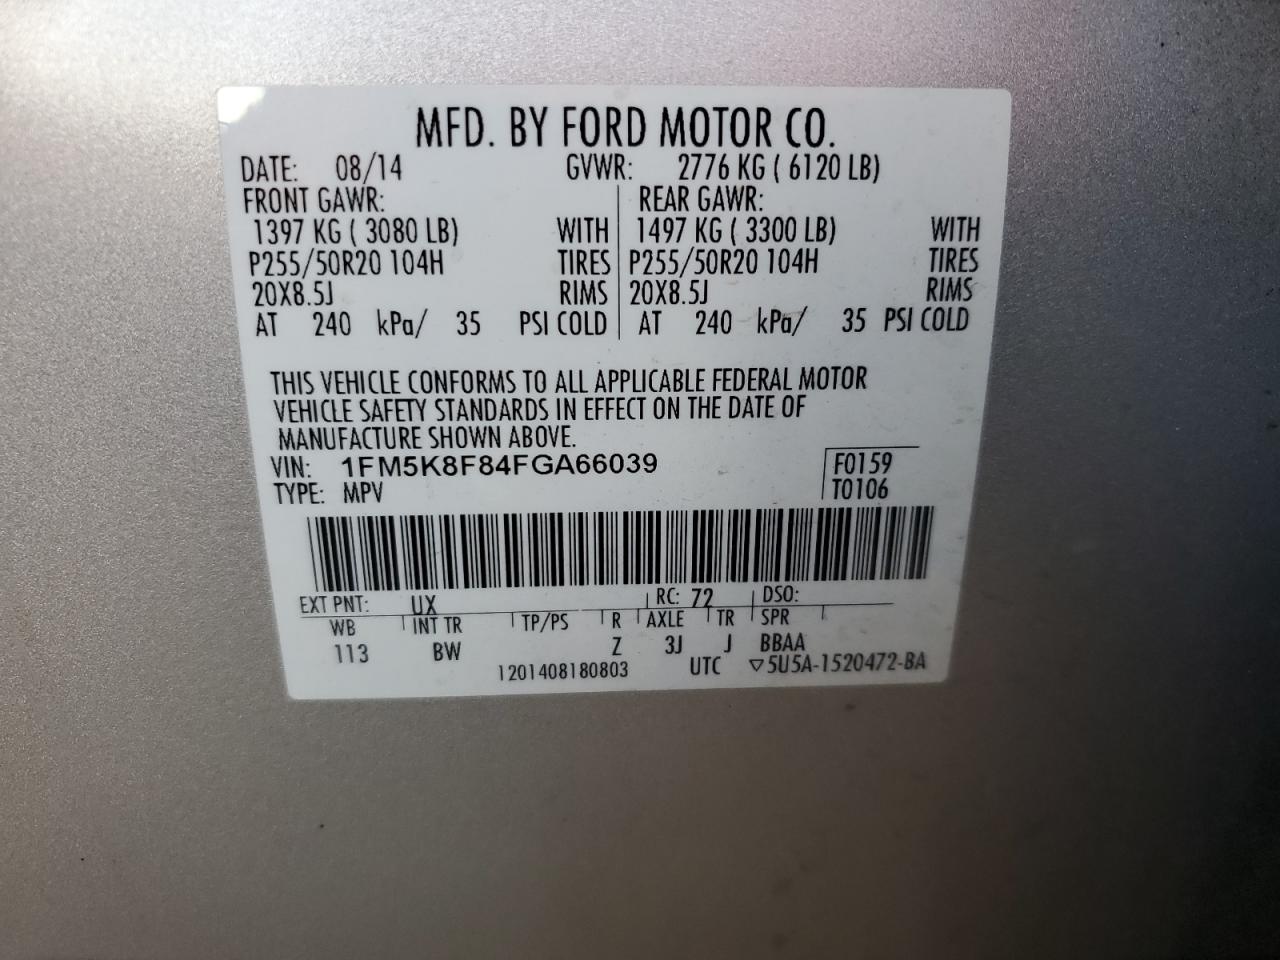 MFD. BY FORD MOTOR CO.
DATE: 08/14 GVWR: 2776 KG ( 6120 LB)
FRONT GAWR: REAR GAWR:
1397 KG ( 3080 LB) WITH 1497 KG ( 3300 LB) WITH
P255/50R20 104H TIRES P255/50R20 104H TIRES
20X8.5J RIMS 20X8.5J RIMS
AT 240 kPa/ 35 PSI COLD AT 240 kPa/ 35 PSI COLD
THIS VEHICLE CONFORMS TO ALL APPLICABLE FEDERAL MOTOR
VEHICLE SAFETY STANDARDS IN EFFECT ON THE DATE OF
MANUFACTURE SHOWN ABOVE.
VIN: 1FM5K8F84FGA66039 F0159
TYPE: MPV T0106
EXT PNT: UX RC: 72 DSO:
WB INT TR TP/PS R AXLE TR SPR
113 BW Z 3J J BBAA
1201408180803 UTC ▽5U5A-1520472-BA